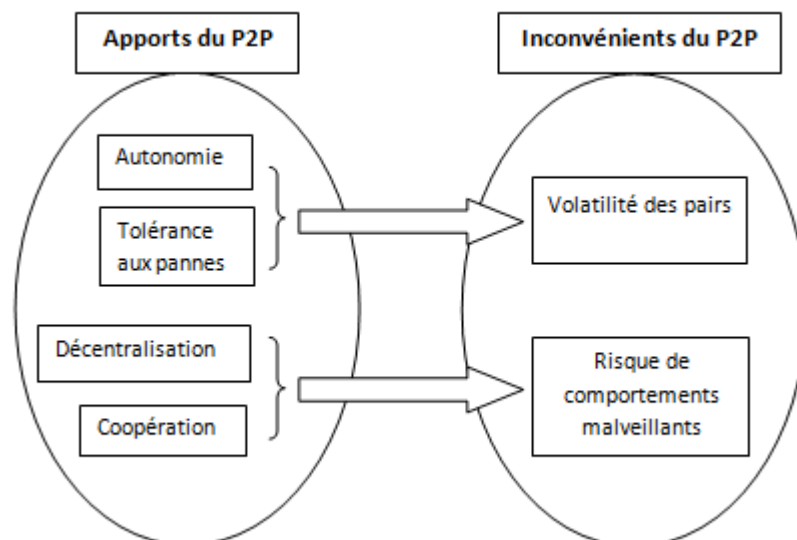 Apports du P2P
Autonomie
Tolérance
aux pannes
Décentralisation
Coopération
Inconvénients du P2P
Volatilité des pairs
Risque de
comportements
malveillants